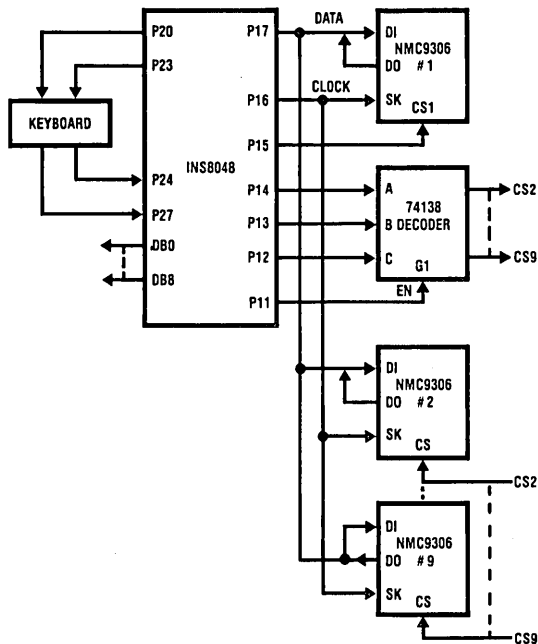 P20
P23
KEYBOARD
P24
P27
DB0
DB8
INS8048
P17
P16
P15
P14
P13
P12
P11
DATA
CLOCK
DI
DO
SK
NMC9306
#1
CS1
A
B
C
74138
DECODER
G1
EN
CS2
CS9
DI
DO
SK
NMC9306
#2
CS
CS2
DI
DO
SK
NMC9306
#9
CS
CS9